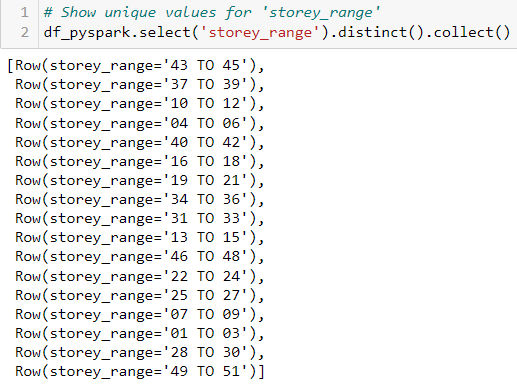 1 # Show unique values for 'storey_range'
2 df_pyspark.select('storey_range').distinct().collect()
[Row(storey_range='43 TO 45'),
Row(storey_range='37 TO 39'),
Row(storey_range='10 TO 12'),
Row(storey_range='04 TO 06'),
Row(storey_range='40 TO 42'),
Row(storey_range='16 TO 18'),
Row(storey_range='19 TO 21'),
Row(storey_range='34 TO 36'),
Row(storey_range='31 TO 33'),
Row(storey_range='13 TO 15'),
Row(storey_range='46 TO 48'),
Row(storey_range='22 TO 24'),
Row(storey_range='25 TO 27'),
Row(storey_range='07 TO 09'),
Row(storey_range='01 TO 03'),
Row(storey_range='28 TO 30'),
Row(storey_range='49 TO 51')]